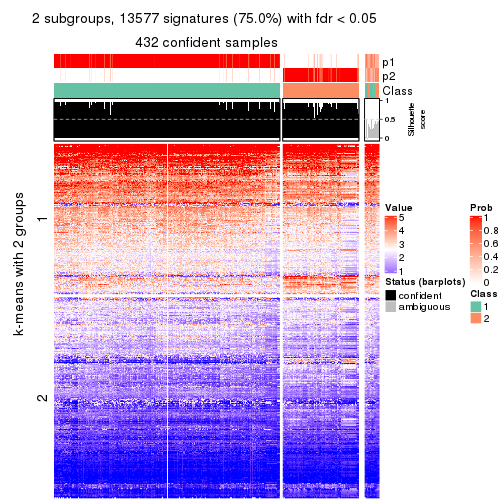 2 subgroups, 13577 signatures (75.0%) with fdr < 0.05
432 confident samples
p1
p2
Class
1
0.5
0
Silhouette
score
k-means with 2 groups
1
2
Value
5
4
3
2
1
Status (barplots)
confident
ambiguous
Prob
1
0.8
0.6
0.4
0.2
0
Class
1
2